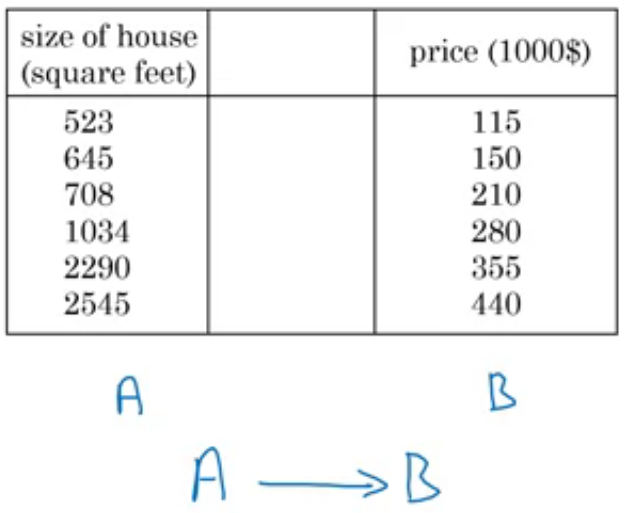 size of house
(square feet)
price (1000$)
523 115
645 150
708 210
1034 280
2290 355
2545 440
A B
A → B